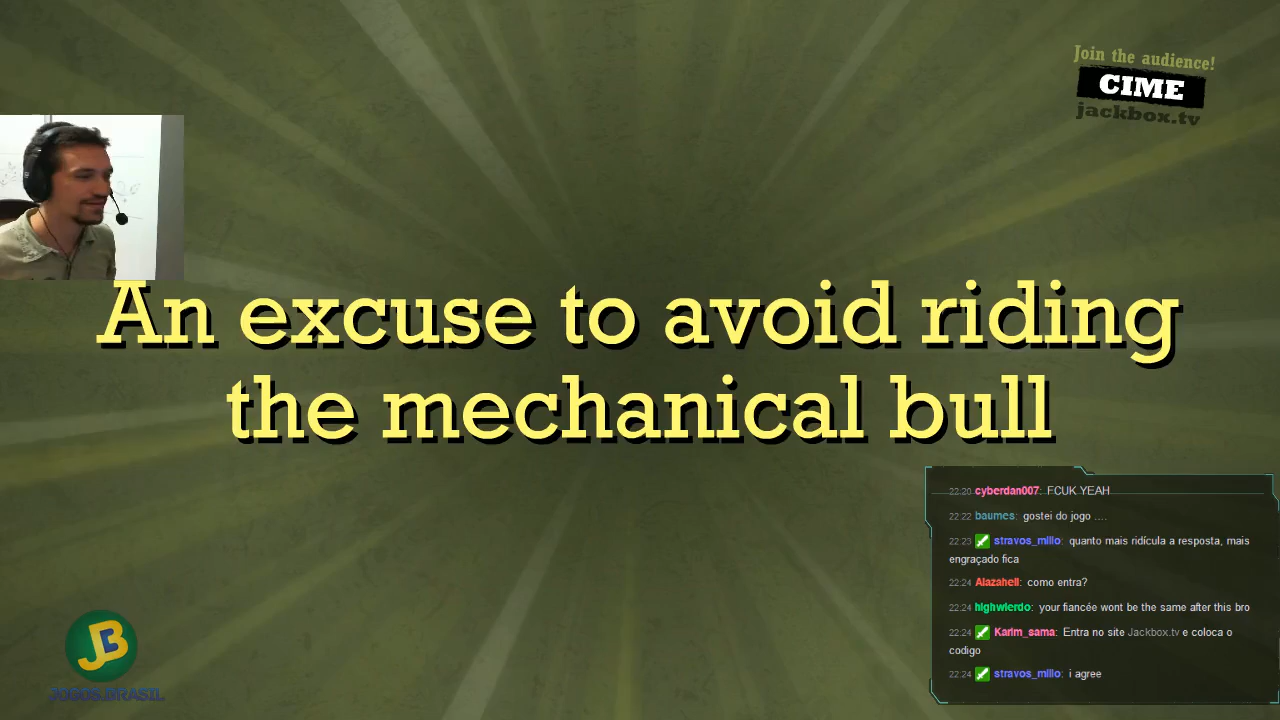 Join the audience!
CIME
jackbox.tv
An excuse to avoid riding
the mechanical bull
22:20 cyberdan007: FCUK YEAH
22:22 baumes: gostei do jogo ....
22:23 stravos_millo: quanto mais ridícula a resposta, mais
engraçado fica
22:24 Alazahell: como entra?
22:24 highwierdo: your fiancée wont be the same after this bro
22:24 Karim_sama: Entra no site Jackbox.tv e coloca o
codigo
22:24 stravos_millo: i agree
JB
JOGOS.BRASIL